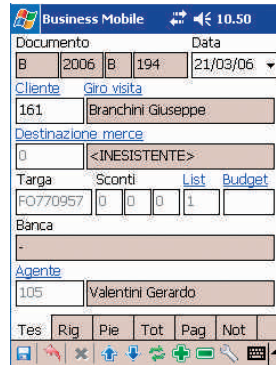 Business Mobile 10.50
Documento Data
B 2006 B 194 21/03/06
Cliente Giro visita
161 Branchini Giuseppe
Destinazione merce
0 <INESISTENTE>
Targa Sconti List Budget
FO770957 0 0 0 1
Banca
-
Agente
105 Valentini Gerardo
Tes Rig Pie Tot Pag Not